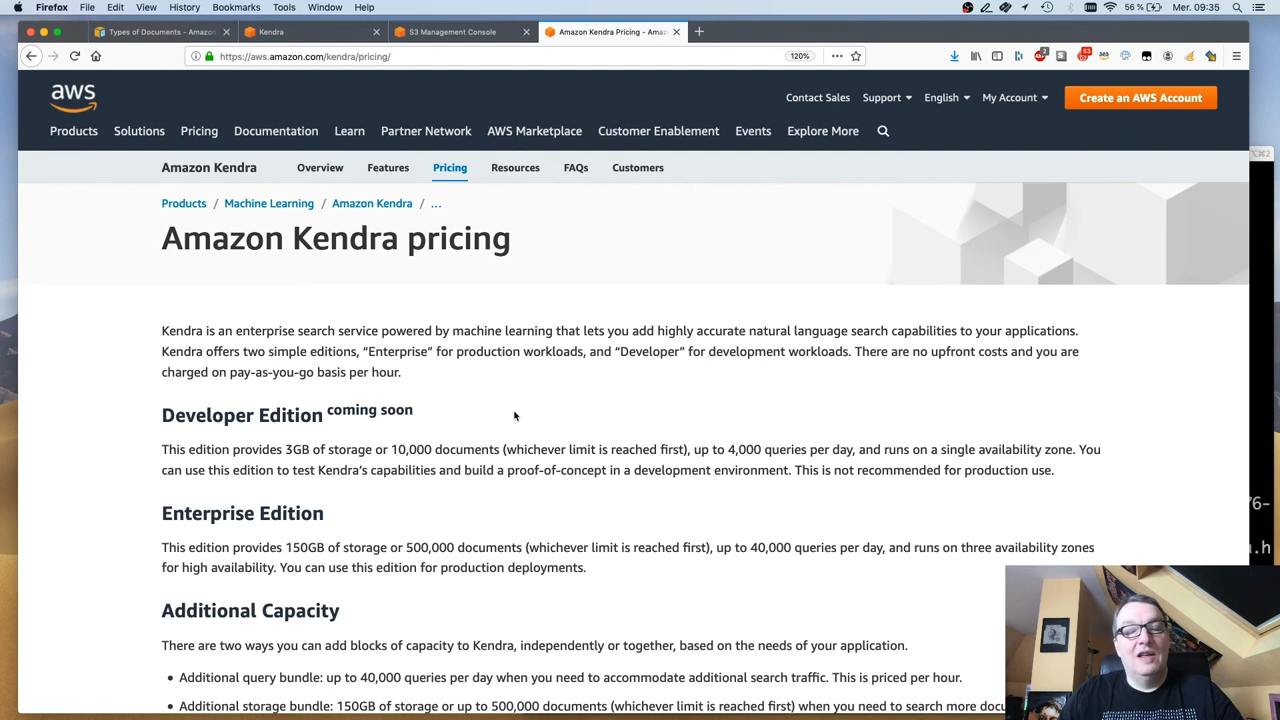 Firefox File Edit View History Bookmarks Tools Window Help 56 % Mer. 09:35
Types of Documents - Amazon Kendra S3 Management Console Amazon Kendra Pricing - Amaz
https://aws.amazon.com/kendra/pricing/ 120%
aws
Contact Sales Support English My Account Create an AWS Account
Products Solutions Pricing Documentation Learn Partner Network AWS Marketplace Customer Enablement Events Explore More
Amazon Kendra Overview Features Pricing Resources FAQs Customers
Products / Machine Learning / Amazon Kendra / ...
Amazon Kendra pricing
Kendra is an enterprise search service powered by machine learning that lets you add highly accurate natural language search capabilities to your applications.
Kendra offers two simple editions, “Enterprise” for production workloads, and “Developer” for development workloads. There are no upfront costs and you are
charged on pay-as-you-go basis per hour.
Developer Edition coming soon
This edition provides 3GB of storage or 10,000 documents (whichever limit is reached first), up to 4,000 queries per day, and runs on a single availability zone. You
can use this edition to test Kendra’s capabilities and build a proof-of-concept in a development environment. This is not recommended for production use.
Enterprise Edition
This edition provides 150GB of storage or 500,000 documents (whichever limit is reached first), up to 40,000 queries per day, and runs on three availability zones
for high availability. You can use this edition for production deployments.
Additional Capacity
There are two ways you can add blocks of capacity to Kendra, independently or together, based on the needs of your application.
• Additional query bundle: up to 40,000 queries per day when you need to accommodate additional search traffic. This is priced per hour.
• Additional storage bundle: 150GB of storage or up to 500,000 documents (whichever limit is reached first) when you need to search more docu